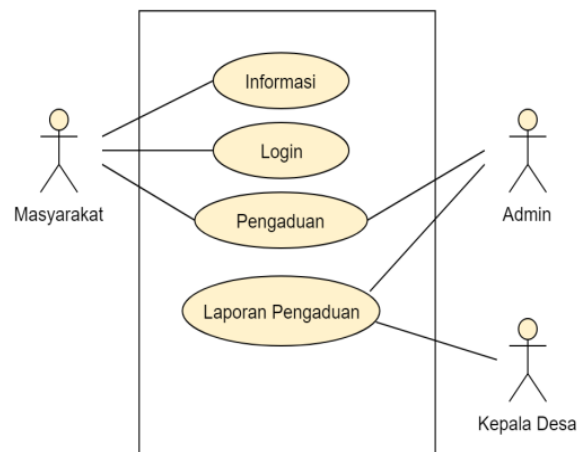 Informasi
Login
Masyarakat
Pengaduan
Admin
Laporan Pengaduan
Kepala Desa